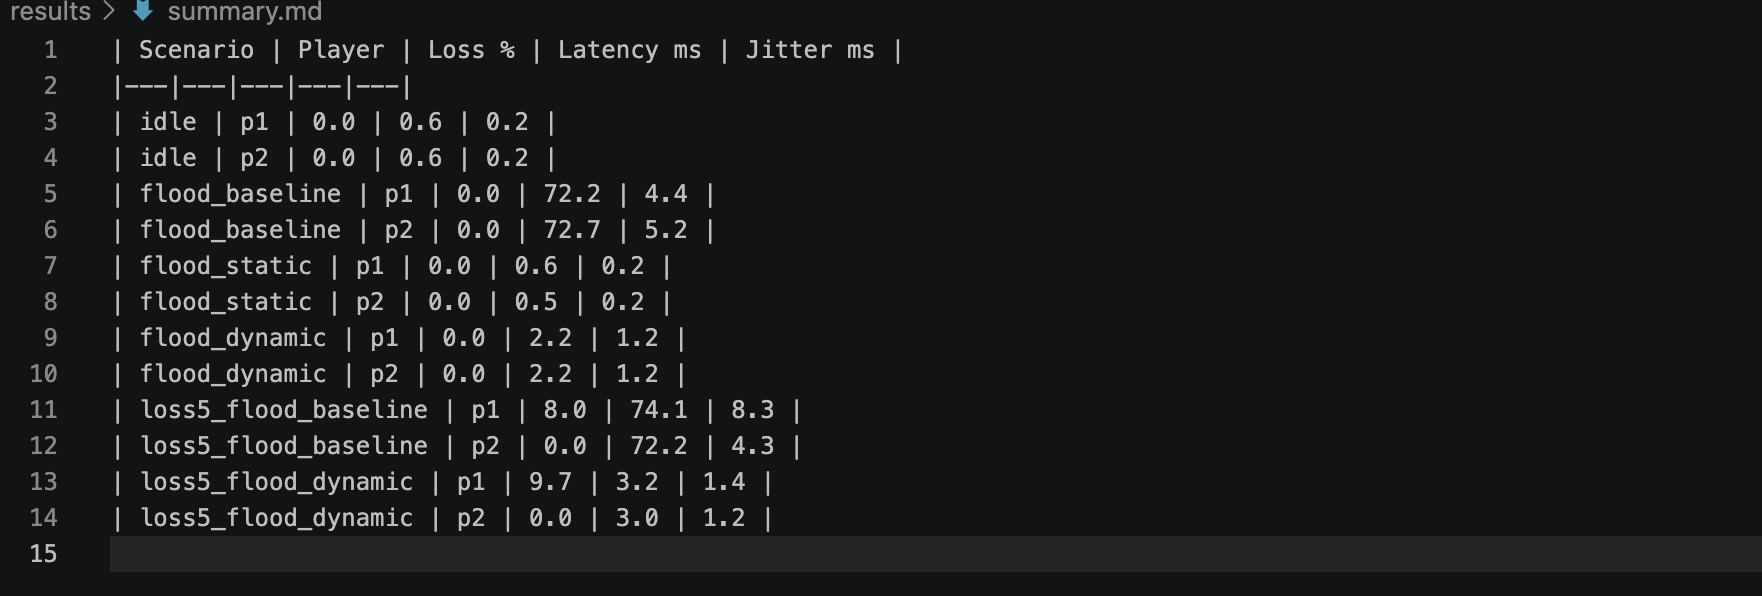 results > summary.md
1 | Scenario | Player | Loss % | Latency ms | Jitter ms |
2 |---|---|---|---|---|
3 | idle | p1 | 0.0 | 0.6 | 0.2 |
4 | idle | p2 | 0.0 | 0.6 | 0.2 |
5 | flood_baseline | p1 | 0.0 | 72.2 | 4.4 |
6 | flood_baseline | p2 | 0.0 | 72.7 | 5.2 |
7 | flood_static | p1 | 0.0 | 0.6 | 0.2 |
8 | flood_static | p2 | 0.0 | 0.5 | 0.2 |
9 | flood_dynamic | p1 | 0.0 | 2.2 | 1.2 |
10 | flood_dynamic | p2 | 0.0 | 2.2 | 1.2 |
11 | loss5_flood_baseline | p1 | 8.0 | 74.1 | 8.3 |
12 | loss5_flood_baseline | p2 | 0.0 | 72.2 | 4.3 |
13 | loss5_flood_dynamic | p1 | 9.7 | 3.2 | 1.4 |
14 | loss5_flood_dynamic | p2 | 0.0 | 3.0 | 1.2 |
15